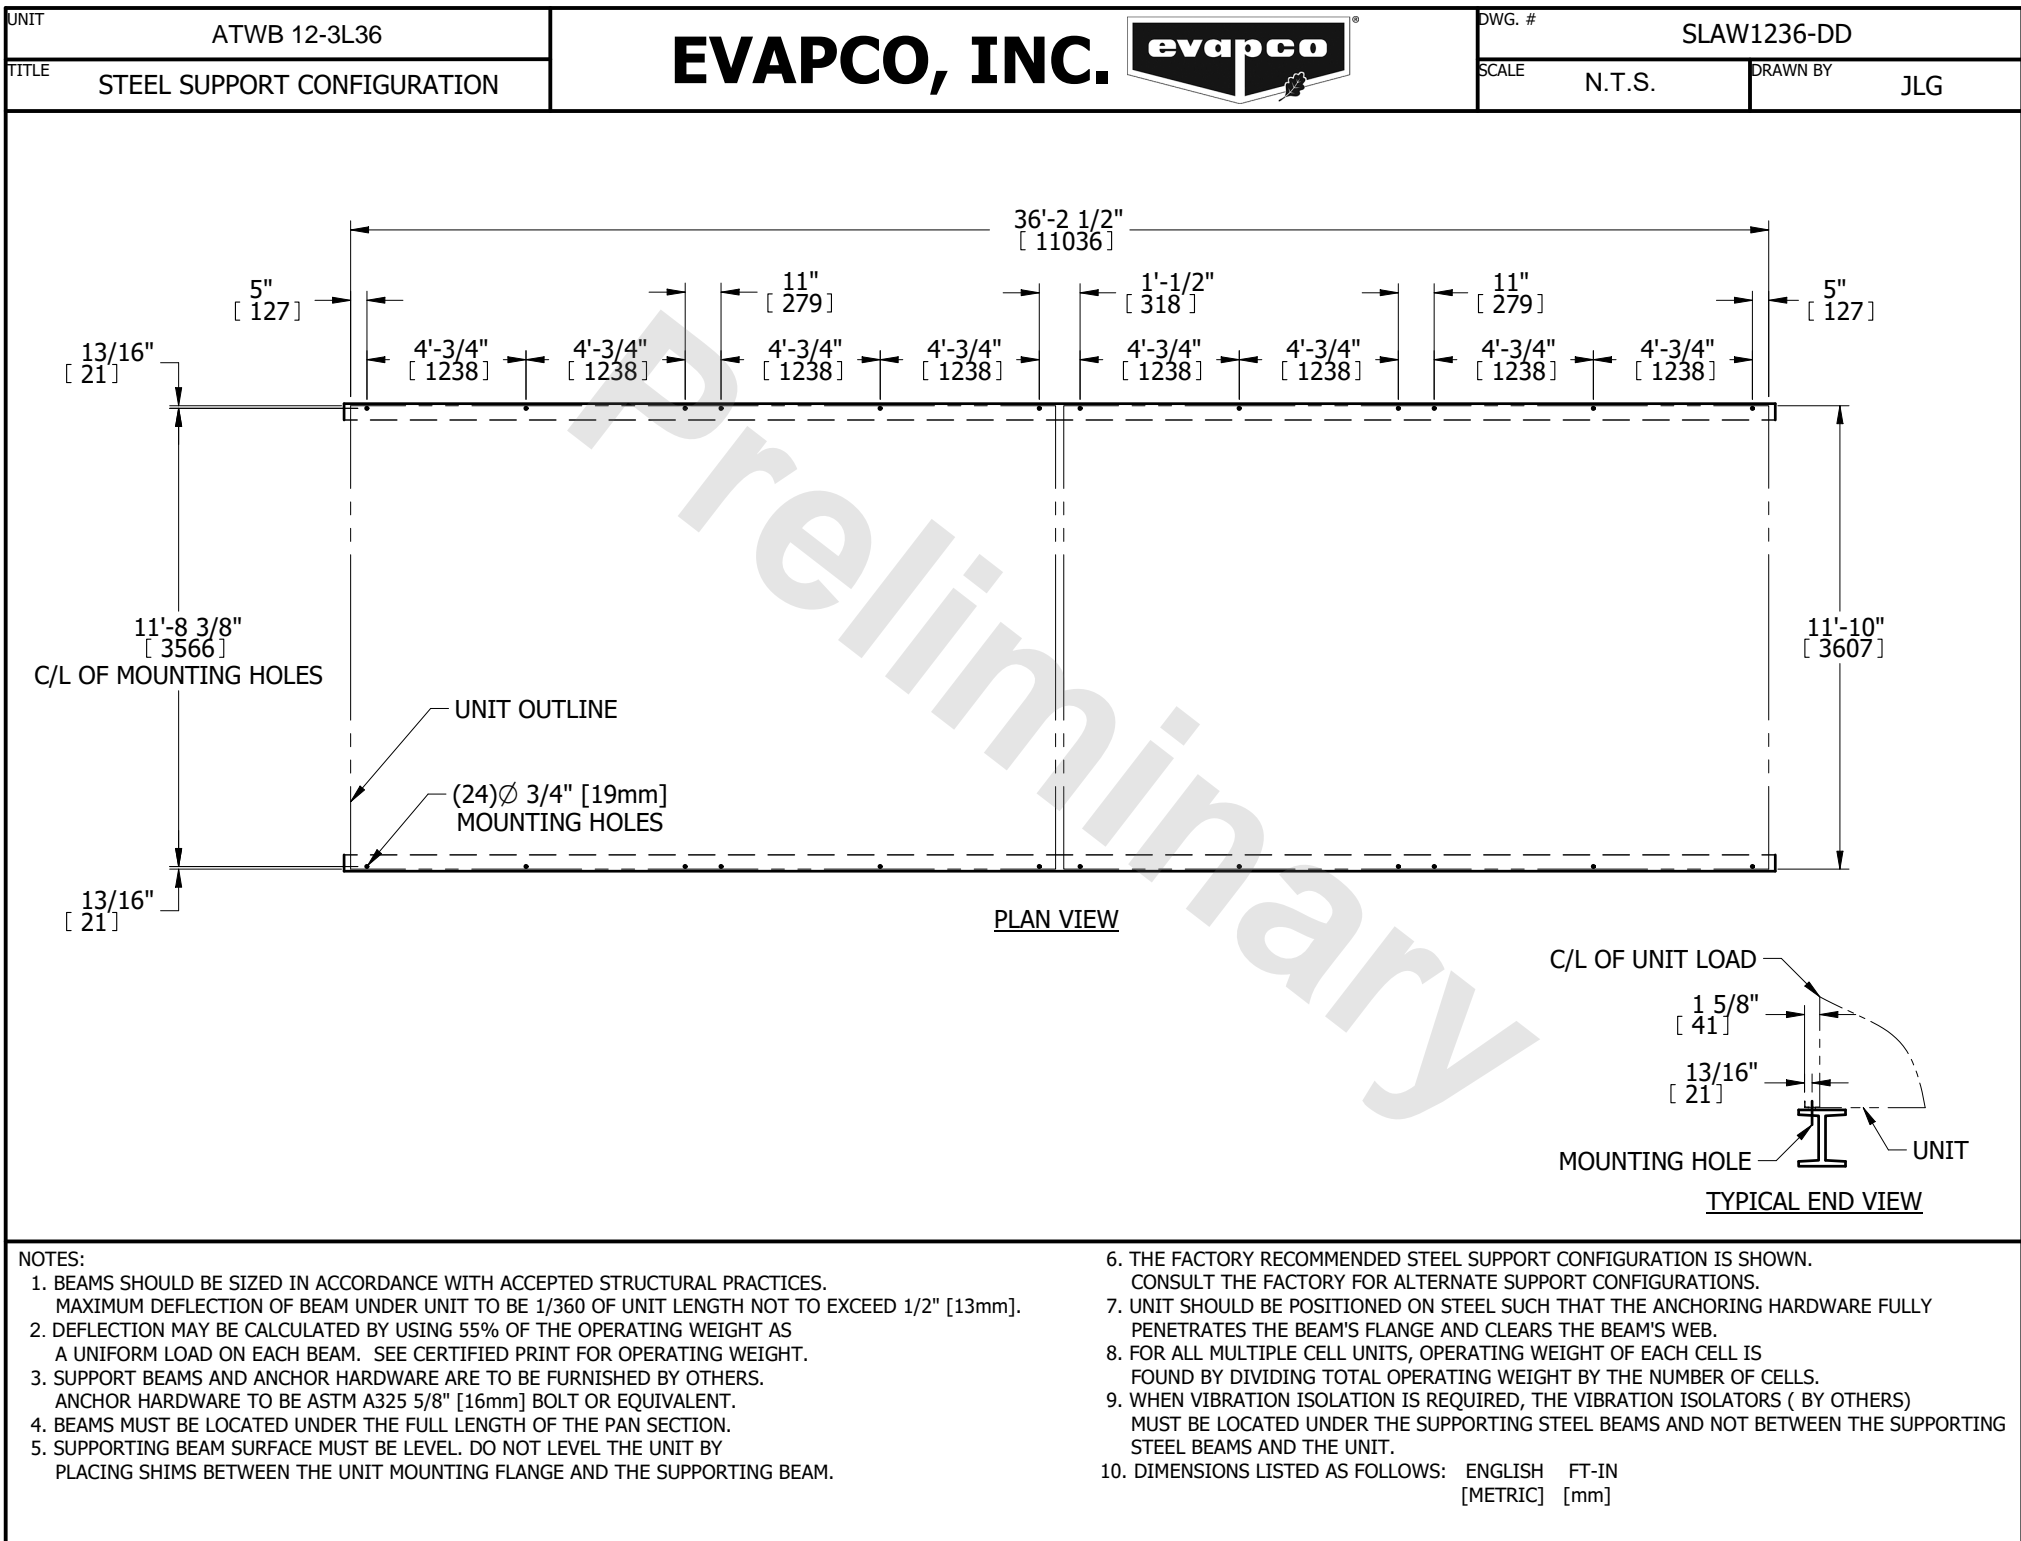 UNIT
ATWB 12-3L36
TITLE
STEEL SUPPORT CONFIGURATION
EVAPCO, INC.
evapco
®
DWG. #
SLAW1236-DD
SCALE
N.T.S.
DRAWN BY
JLG
36'-2 1/2"
[ 11036 ]
5"
[ 127 ]
11"
[ 279 ]
1'-1/2"
[ 318 ]
11"
[ 279 ]
5"
[ 127 ]
13/16"
[ 21 ]
4'-3/4"
[ 1238 ]
4'-3/4"
[ 1238 ]
4'-3/4"
[ 1238 ]
4'-3/4"
[ 1238 ]
4'-3/4"
[ 1238 ]
4'-3/4"
[ 1238 ]
4'-3/4"
[ 1238 ]
4'-3/4"
[ 1238 ]
11'-8 3/8"
[ 3566 ]
C/L OF MOUNTING HOLES
11'-10"
[ 3607 ]
UNIT OUTLINE
(24)∅ 3/4" [19mm]
MOUNTING HOLES
13/16"
[ 21 ]
PLAN VIEW
Preliminary
C/L OF UNIT LOAD
1 5/8"
[ 41 ]
13/16"
[ 21 ]
MOUNTING HOLE
UNIT
TYPICAL END VIEW
NOTES:
1. BEAMS SHOULD BE SIZED IN ACCORDANCE WITH ACCEPTED STRUCTURAL PRACTICES.
MAXIMUM DEFLECTION OF BEAM UNDER UNIT TO BE 1/360 OF UNIT LENGTH NOT TO EXCEED 1/2" [13mm].
2. DEFLECTION MAY BE CALCULATED BY USING 55% OF THE OPERATING WEIGHT AS
A UNIFORM LOAD ON EACH BEAM. SEE CERTIFIED PRINT FOR OPERATING WEIGHT.
3. SUPPORT BEAMS AND ANCHOR HARDWARE ARE TO BE FURNISHED BY OTHERS.
ANCHOR HARDWARE TO BE ASTM A325 5/8" [16mm] BOLT OR EQUIVALENT.
4. BEAMS MUST BE LOCATED UNDER THE FULL LENGTH OF THE PAN SECTION.
5. SUPPORTING BEAM SURFACE MUST BE LEVEL. DO NOT LEVEL THE UNIT BY
PLACING SHIMS BETWEEN THE UNIT MOUNTING FLANGE AND THE SUPPORTING BEAM.
6. THE FACTORY RECOMMENDED STEEL SUPPORT CONFIGURATION IS SHOWN.
CONSULT THE FACTORY FOR ALTERNATE SUPPORT CONFIGURATIONS.
7. UNIT SHOULD BE POSITIONED ON STEEL SUCH THAT THE ANCHORING HARDWARE FULLY
PENETRATES THE BEAM'S FLANGE AND CLEARS THE BEAM'S WEB.
8. FOR ALL MULTIPLE CELL UNITS, OPERATING WEIGHT OF EACH CELL IS
FOUND BY DIVIDING TOTAL OPERATING WEIGHT BY THE NUMBER OF CELLS.
9. WHEN VIBRATION ISOLATION IS REQUIRED, THE VIBRATION ISOLATORS ( BY OTHERS)
MUST BE LOCATED UNDER THE SUPPORTING STEEL BEAMS AND NOT BETWEEN THE SUPPORTING
STEEL BEAMS AND THE UNIT.
10. DIMENSIONS LISTED AS FOLLOWS: ENGLISH FT-IN
[METRIC] [mm]